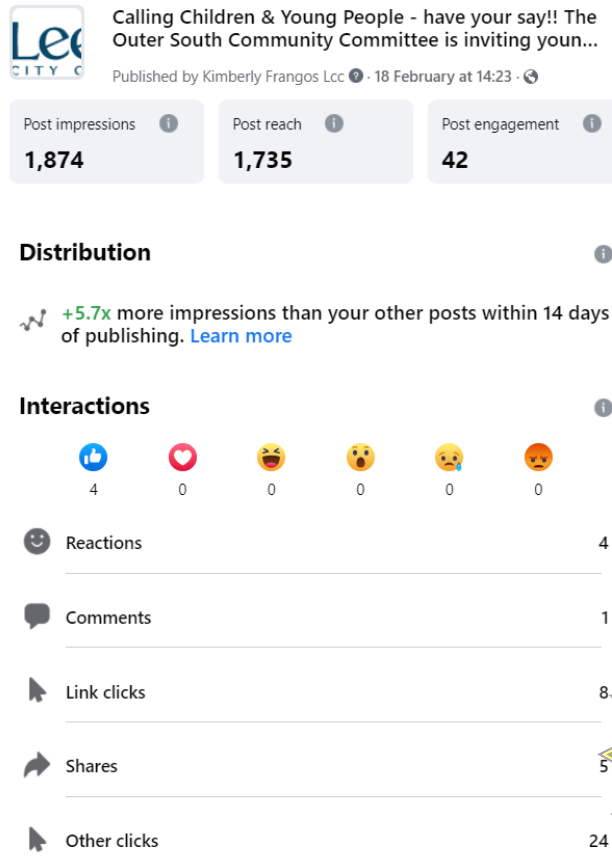 Lee
CITY C
Calling Children & Young People - have your say!! The
Outer South Community Committee is inviting youn...
Published by Kimberly Frangos Lcc · 18 February at 14:23 ·
Post impressions
1,874
Post reach
1,735
Post engagement
42
Distribution
+5.7x more impressions than your other posts within 14 days
of publishing. Learn more
Interactions
4 0 0 0 0 0
Reactions 4
Comments 1
Link clicks 8
Shares 5
Other clicks 24